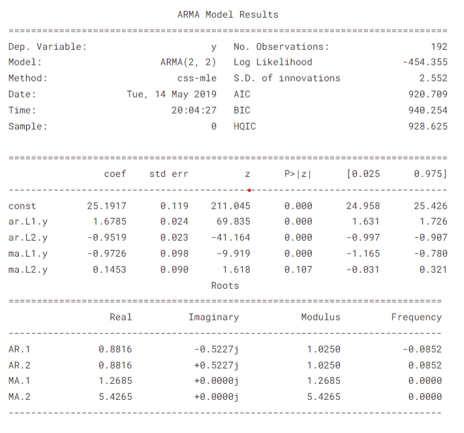 ARMA Model Results
==============================================================================
Dep. Variable: y No. Observations: 192
Model: ARMA(2, 2) Log Likelihood -454.355
Method: css-mle S.D. of innovations 2.552
Date: Tue, 14 May 2019 AIC 920.709
Time: 20:04:27 BIC 940.254
Sample: 0 HQIC 928.625
==============================================================================
coef std err z P>|z| [0.025 0.975]
------------------------------------------------------------------------------
const 25.1917 0.119 211.045 0.000 24.958 25.426
ar.L1.y 1.6785 0.024 69.835 0.000 1.631 1.726
ar.L2.y -0.9519 0.023 -41.164 0.000 -0.997 -0.907
ma.L1.y -0.9726 0.098 -9.919 0.000 -1.165 -0.780
ma.L2.y 0.1453 0.090 1.618 0.107 -0.031 0.321
Roots
=============================================================================
Real Imaginary Modulus Frequency
-----------------------------------------------------------------------------
AR.1 0.8816 -0.5227j 1.0250 -0.0852
AR.2 0.8816 +0.5227j 1.0250 0.0852
MA.1 1.2685 +0.0000j 1.2685 0.0000
MA.2 5.4265 +0.0000j 5.4265 0.0000
-----------------------------------------------------------------------------